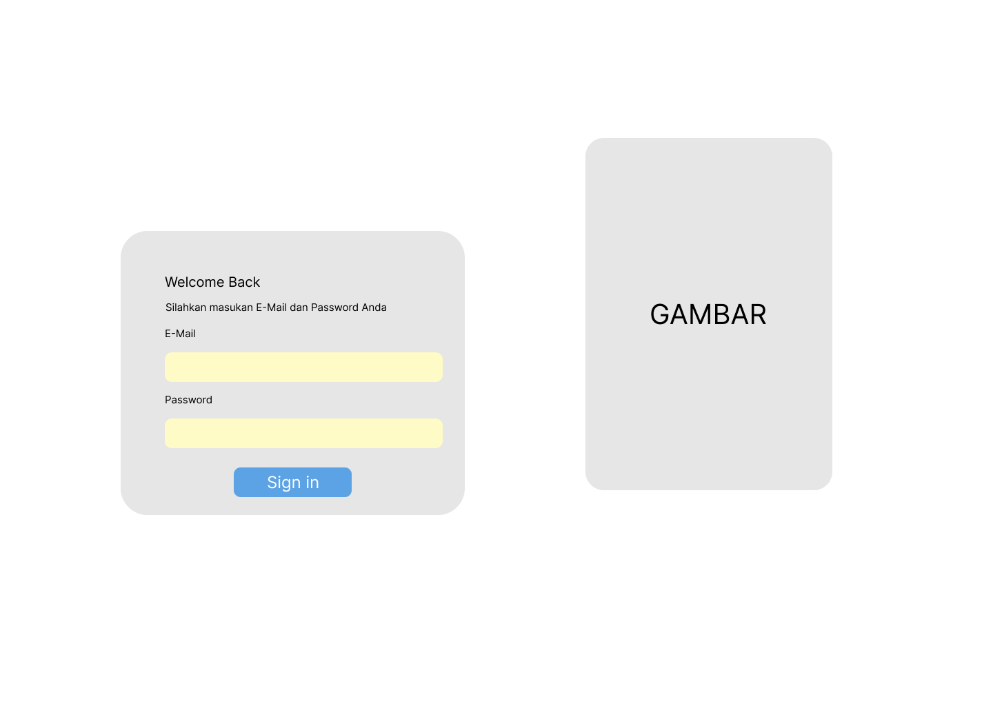 Welcome Back
Silahkan masukan E-Mail dan Password Anda
E-Mail
Password
Sign in
GAMBAR